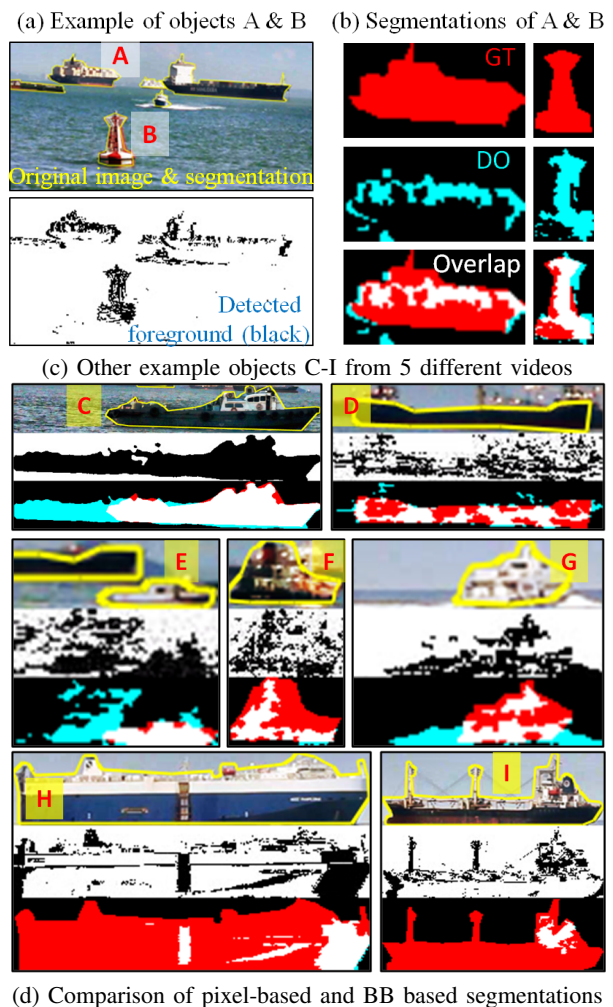 (a) Example of objects A & B
(b) Segmentations of A & B
A
B
Original image & segmentation
Detected
foreground (black)
GT
DO
Overlap
(c) Other example objects C-I from 5 different videos
C
D
E
F
G
H
I
(d) Comparison of pixel-based and BB based segmentations